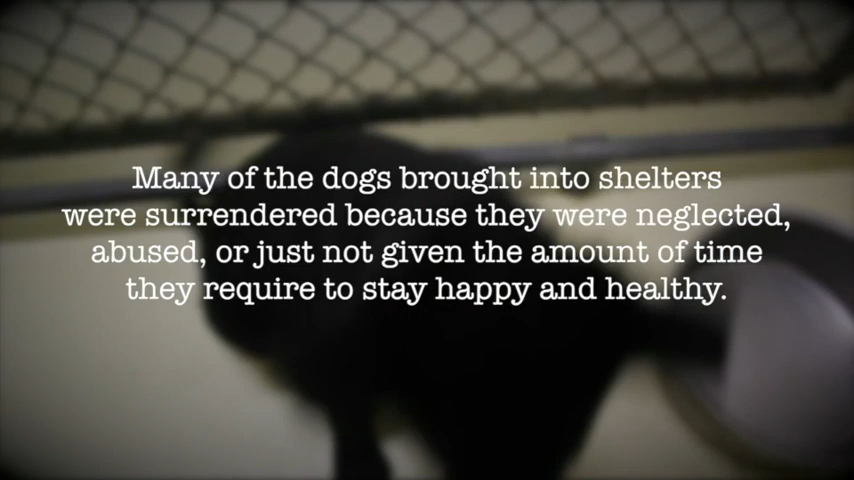 Many of the dogs brought into shelters
were surrendered because they were neglected,
abused, or just not given the amount of time
they require to stay happy and healthy.